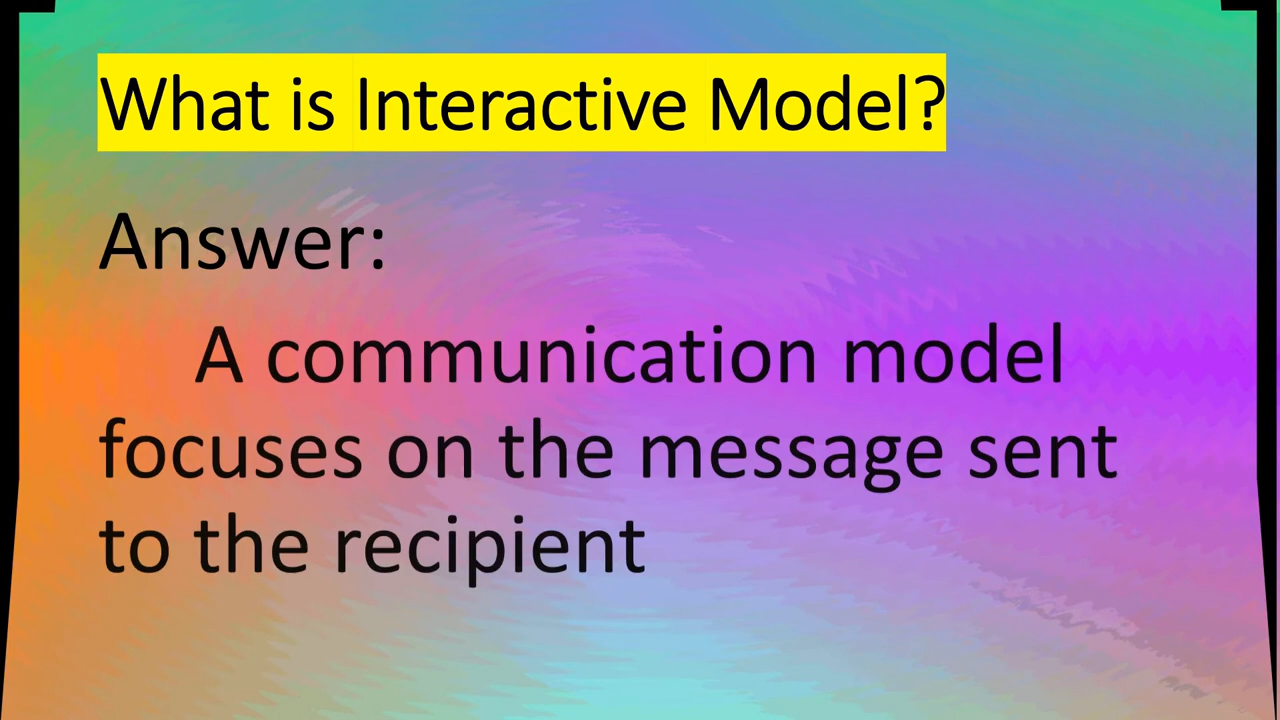 What is Interactive Model?
Answer:
A communication model
focuses on the message sent
to the recipient